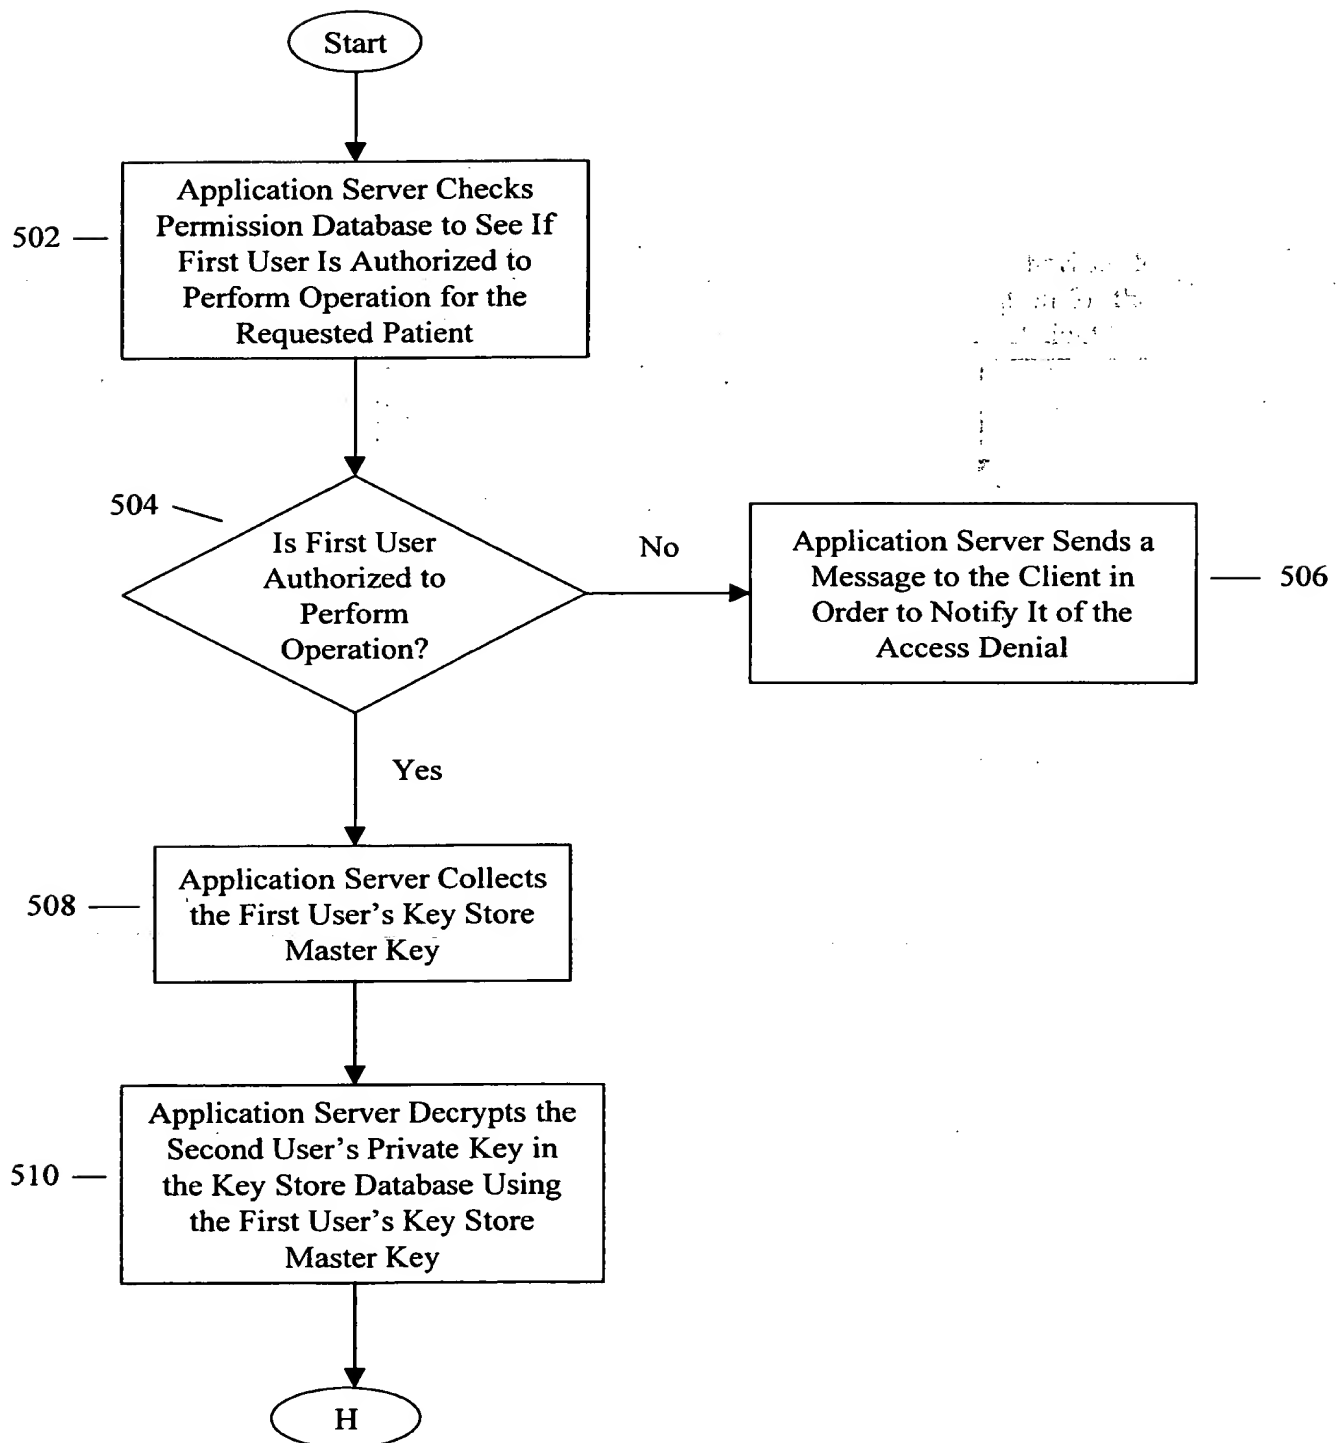 Start
502
Application Server Checks
Permission Database to See If
First User Is Authorized to
Perform Operation for the
Requested Patient
504
Is First User
Authorized to
Perform
Operation?
No
Application Server Sends a
Message to the Client in
Order to Notify It of the
Access Denial
506
Yes
508
Application Server Collects
the First User's Key Store
Master Key
510
Application Server Decrypts the
Second User's Private Key in
the Key Store Database Using
the First User's Key Store
Master Key
H